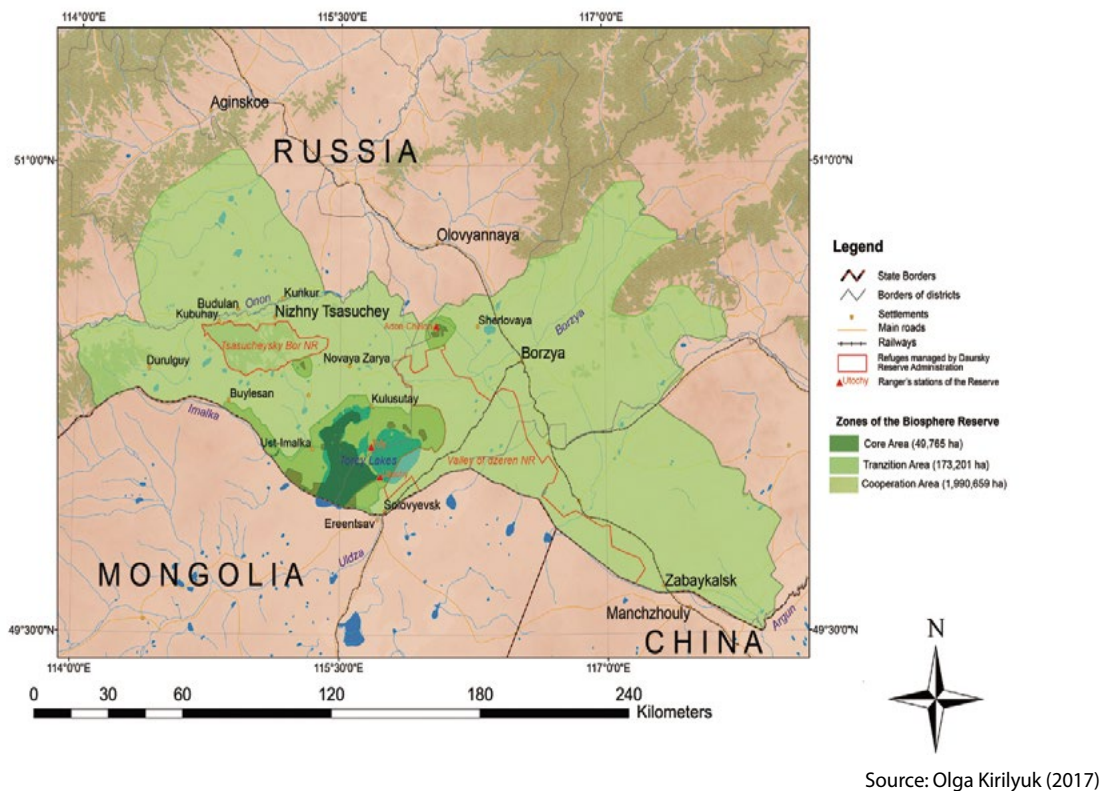 114°0'0"E 115°30'0"E 117°0'0"E
Aginskoe
RUSSIA
51°0'0"N 51°0'0"N
Olovyannaya
Kunkur
Onon
Budulan
Kubuhay
Nizhny Tsasuchey
Adon Chelon
Sherlovaya
Borzya
Tsasucheysky Bor NR
Durulguy
Novaya Zarya
Borzya
Buylesan
Kulusutay
Imalka
Ust-Imalka
Torey Lakes
Valley of dzeren NR
Solovyevsk
Ereentsav
Uldza
MONGOLIA
Zabaykalsk
Manchzhouly
Argun
CHINA
49°30'0"N 49°30'0"N
114°0'0"E 115°30'0"E 117°0'0"E
Legend
State Borders
Borders of districts
Settlements
Main roads
Railways
Refuges managed by Daursky
Reserve Administration
Utochy Ranger's stations of the Reserve
Zones of the Biosphere Reserve
Core Area (49,765 ha)
Tranzition Area (173,201 ha)
Cooperation Area (1,990,659 ha)
0 30 60 120 180 240
Kilometers
N
Source: Olga Kirilyuk (2017)